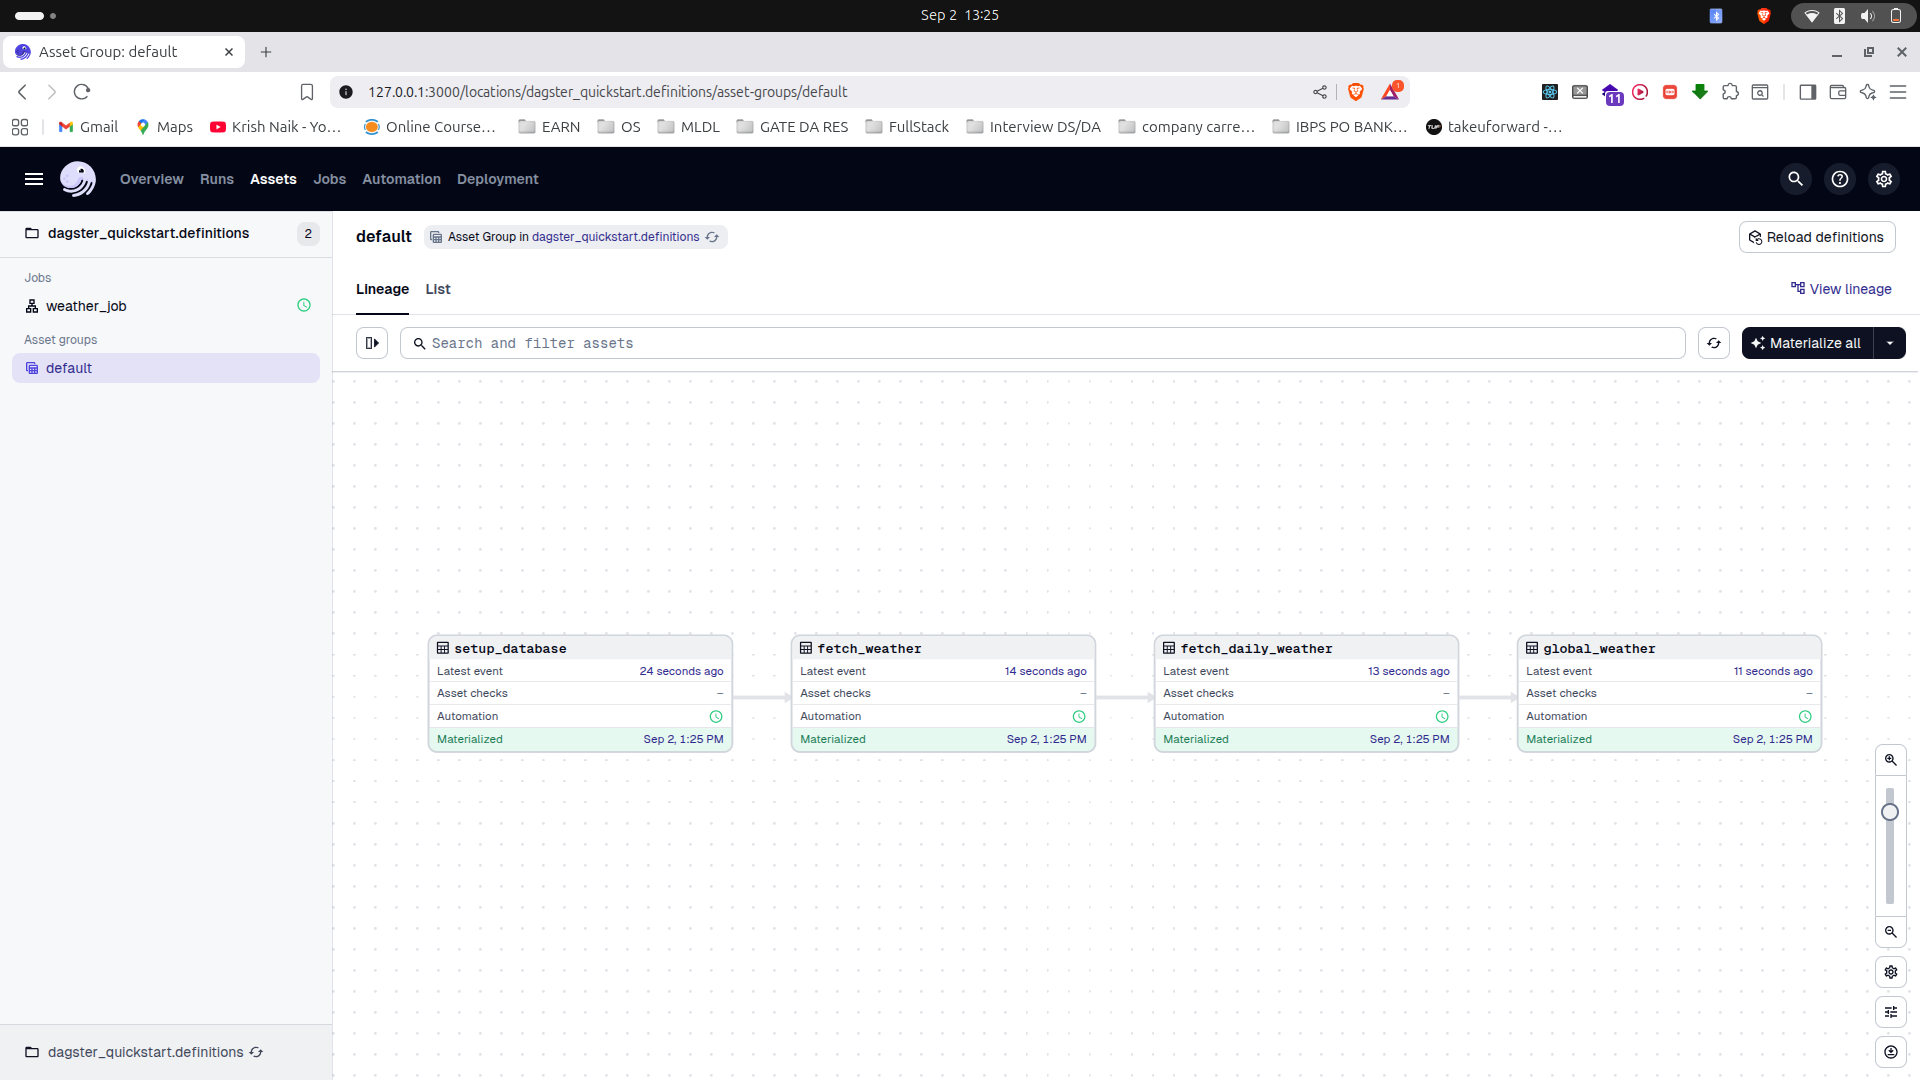 Sep 2 13:25
Asset Group: default
127.0.0.1:3000/locations/dagster_quickstart.definitions/asset-groups/default
1
11
Gmail
Maps
Krish Naik - Yo...
Online Course...
EARN
OS
MLDL
GATE DA RES
FullStack
Interview DS/DA
company carre...
IBPS PO BANK...
takeuforward -...
Overview
Runs
Assets
Jobs
Automation
Deployment
dagster_quickstart.definitions
2
Jobs
weather_job
Asset groups
default
default
Asset Group in dagster_quickstart.definitions
Reload definitions
Lineage
List
View lineage
Search and filter assets
Materialize all
setup_database
Latest event 24 seconds ago
Asset checks –
Automation
Materialized Sep 2, 1:25 PM
fetch_weather
Latest event 14 seconds ago
Asset checks –
Automation
Materialized Sep 2, 1:25 PM
fetch_daily_weather
Latest event 13 seconds ago
Asset checks –
Automation
Materialized Sep 2, 1:25 PM
global_weather
Latest event 11 seconds ago
Asset checks –
Automation
Materialized Sep 2, 1:25 PM
dagster_quickstart.definitions